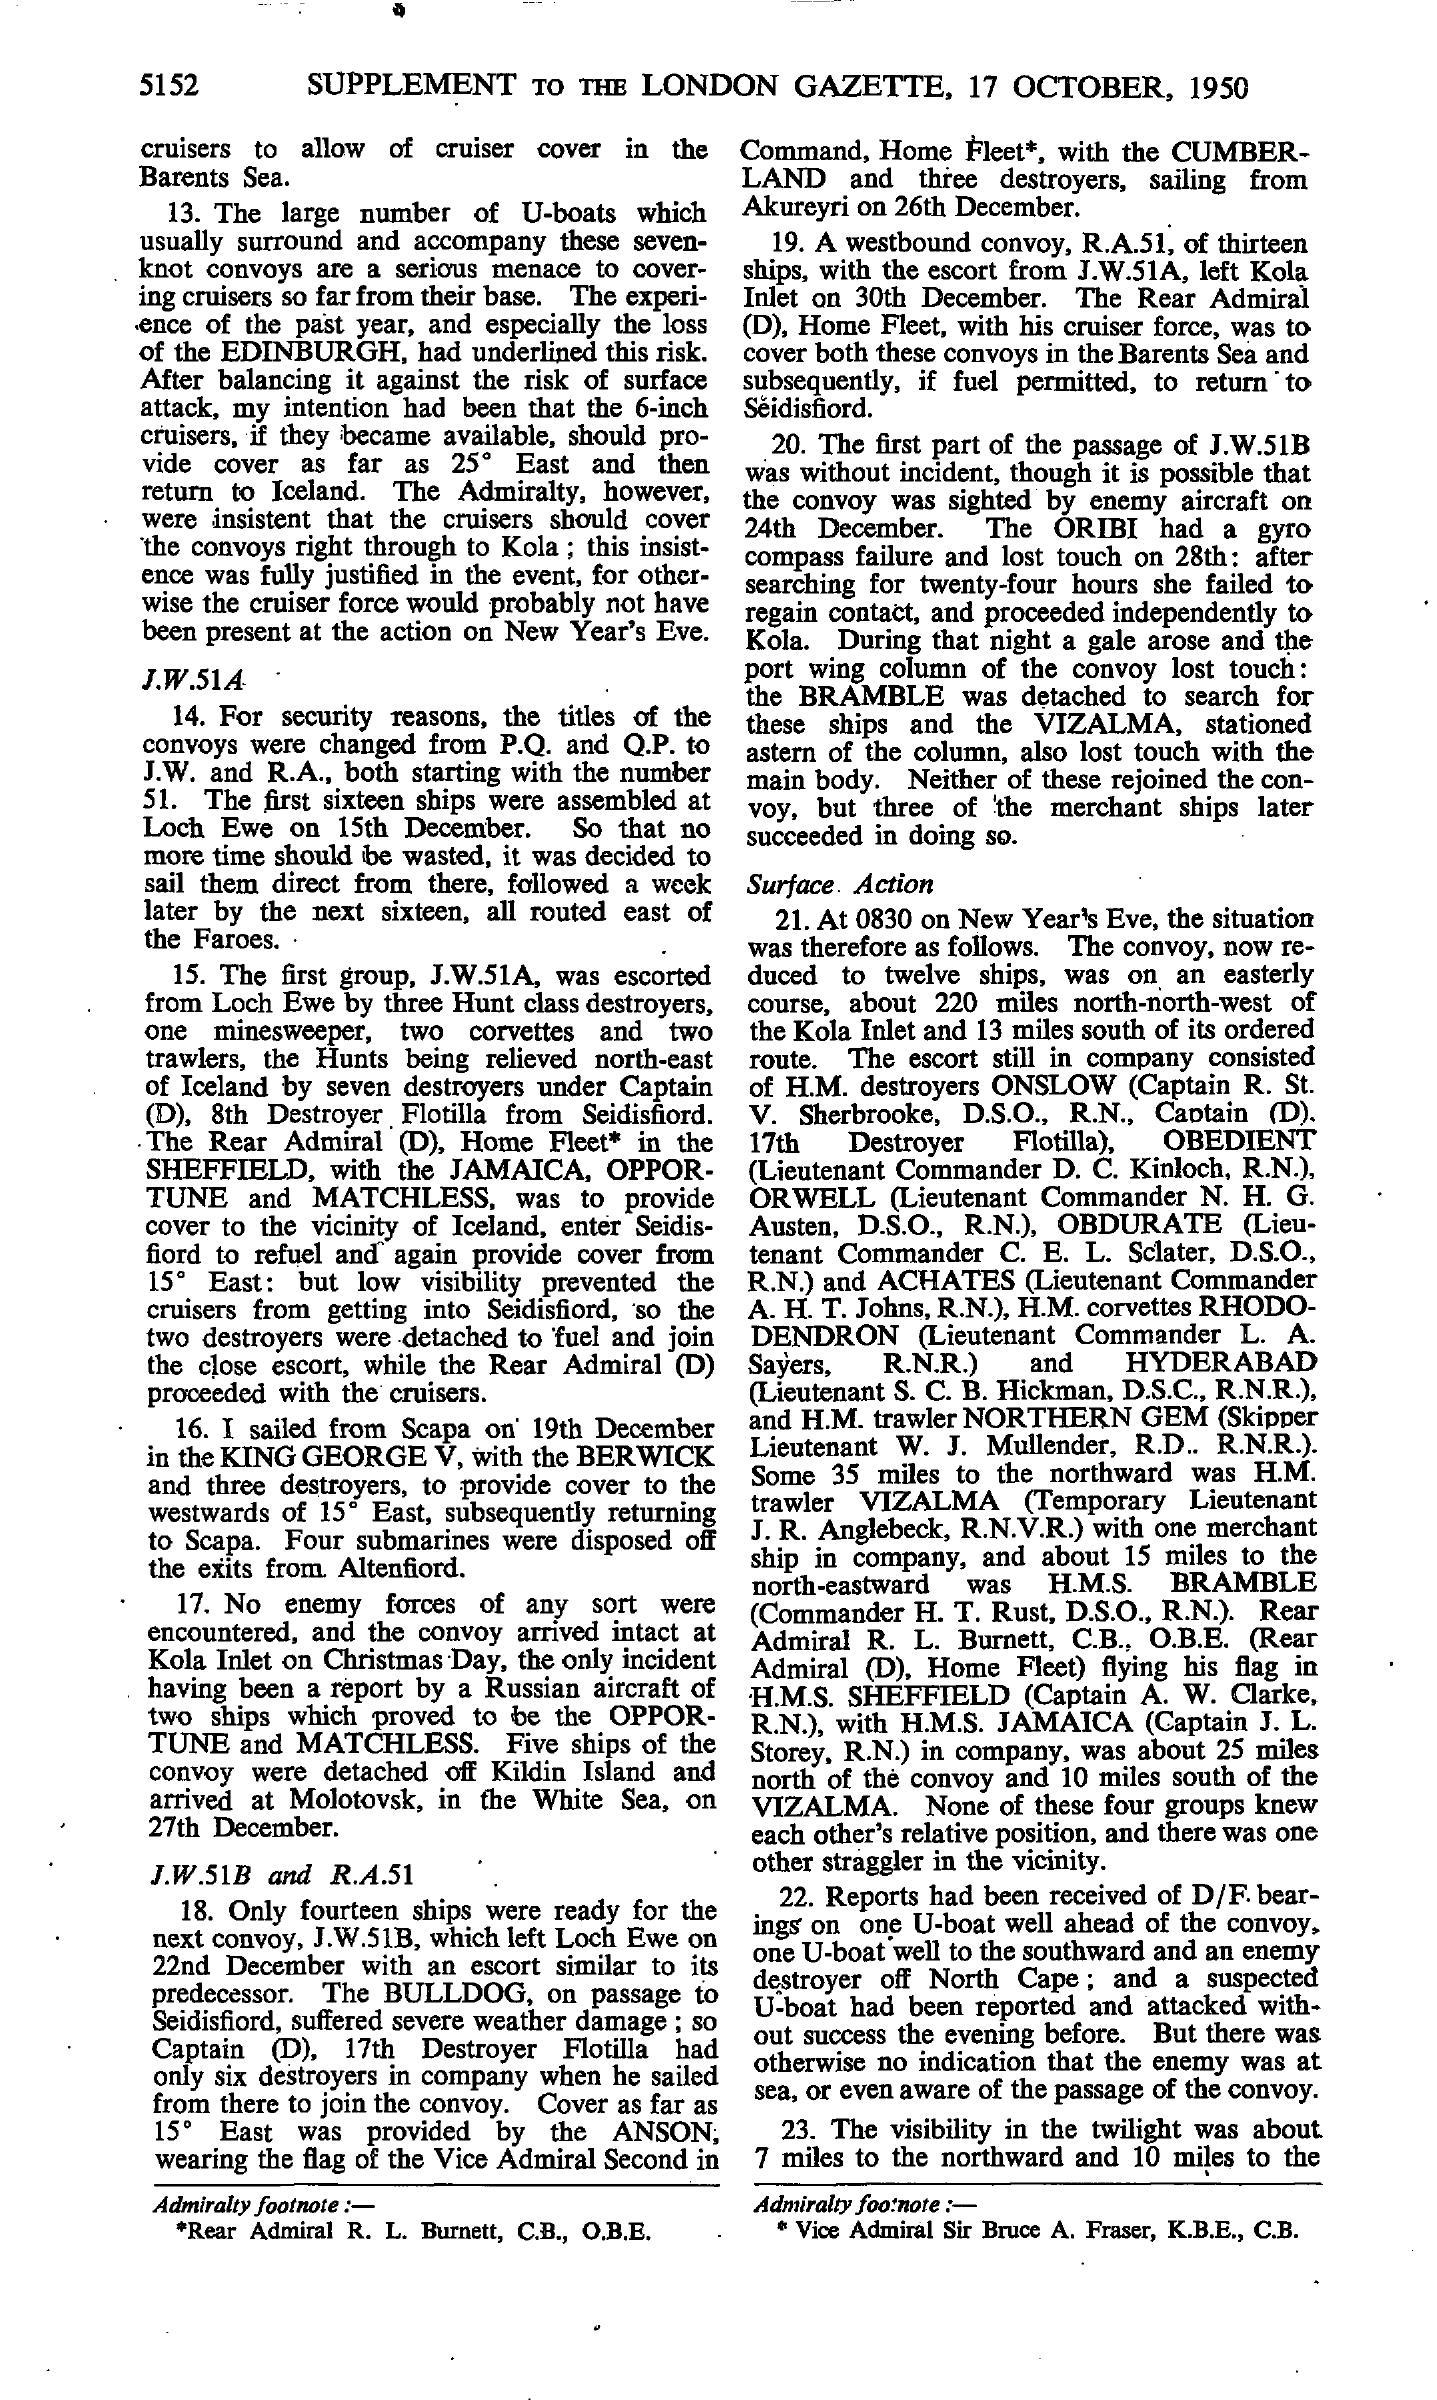 5152 SUPPLEMENT TO THE LONDON GAZETTE, 17 OCTOBER, 1950
cruisers to allow of cruiser cover in the
Barents Sea.
13. The large number of U-boats which
usually surround and accompany these seven-
knot convoys are a serious menace to cover-
ing cruisers so far from their base. The experi-
ence of the past year, and especially the loss
of the EDINBURGH, had underlined this risk.
After balancing it against the risk of surface
attack, my intention had been that the 6-inch
cruisers, if they became available, should pro-
vide cover as far as 25° East and then
return to Iceland. The Admiralty, however,
were insistent that the cruisers should cover
the convoys right through to Kola; this insist-
ence was fully justified in the event, for other-
wise the cruiser force would probably not have
been present at the action on New Year's Eve.
J.W.51A
14. For security reasons, the titles of the
convoys were changed from P.Q. and Q.P. to
J.W. and R.A., both starting with the number
51. The first sixteen ships were assembled at
Loch Ewe on 15th December. So that no
more time should be wasted, it was decided to
sail them direct from there, followed a week
later by the next sixteen, all routed east of
the Faroes.
15. The first group, J.W.51A, was escorted
from Loch Ewe by three Hunt class destroyers,
one minesweeper, two corvettes and two
trawlers, the Hunts being relieved north-east
of Iceland by seven destroyers under Captain
(D), 8th Destroyer Flotilla from Seidisfiord.
The Rear Admiral (D), Home Fleet* in the
SHEFFIELD, with the JAMAICA, OPPOR-
TUNE and MATCHLESS, was to provide
cover to the vicinity of Iceland, enter Seidis-
fiord to refuel and again provide cover from
15° East: but low visibility prevented the
cruisers from getting into Seidisfiord, so the
two destroyers were detached to fuel and join
the close escort, while the Rear Admiral (D)
proceeded with the cruisers.
16. I sailed from Scapa on 19th December
in the KING GEORGE V, with the BERWICK
and three destroyers, to provide cover to the
westwards of 15° East, subsequently returning
to Scapa. Four submarines were disposed off
the exits from Altenfiord.
17. No enemy forces of any sort were
encountered, and the convoy arrived intact at
Kola Inlet on Christmas Day, the only incident
having been a report by a Russian aircraft of
two ships which proved to be the OPPOR-
TUNE and MATCHLESS. Five ships of the
convoy were detached off Kildin Island and
arrived at Molotovsk, in the White Sea, on
27th December.
J.W.51B and R.A.51
18. Only fourteen ships were ready for the
next convoy, J.W.51B, which left Loch Ewe on
22nd December with an escort similar to its
predecessor. The BULLDOG, on passage to
Seidisfiord, suffered severe weather damage; so
Captain (D), 17th Destroyer Flotilla had
only six destroyers in company when he sailed
from there to join the convoy. Cover as far as
15° East was provided by the ANSON,
wearing the flag of the Vice Admiral Second in
Admiralty footnote:—
*Rear Admiral R. L. Burnett, C.B., O.B.E.
Command, Home Fleet*, with the CUMBER-
LAND and three destroyers, sailing from
Akureyri on 26th December.
19. A westbound convoy, R.A.51, of thirteen
ships, with the escort from J.W.51A, left Kola
Inlet on 30th December. The Rear Admiral
(D), Home Fleet, with his cruiser force, was to
cover both these convoys in the Barents Sea and
subsequently, if fuel permitted, to return to
Seidisfiord.
20. The first part of the passage of J.W.51B
was without incident, though it is possible that
the convoy was sighted by enemy aircraft on
24th December. The ORIBI had a gyro
compass failure and lost touch on 28th: after
searching for twenty-four hours she failed to
regain contact, and proceeded independently to
Kola. During that night a gale arose and the
port wing column of the convoy lost touch:
the BRAMBLE was detached to search for
these ships and the VIZALMA, stationed
astern of the column, also lost touch with the
main body. Neither of these rejoined the con-
voy, but three of the merchant ships later
succeeded in doing so.
Surface Action
21. At 0830 on New Year's Eve, the situation
was therefore as follows. The convoy, now re-
duced to twelve ships, was on an easterly
course, about 220 miles north-north-west of
the Kola Inlet and 13 miles south of its ordered
route. The escort still in company consisted
of H.M. destroyers ONSLOW (Captain R. St.
V. Sherbrooke, D.S.O., R.N., Captain (D).
17th Destroyer Flotilla), OBEDIENT
(Lieutenant Commander D. C. Kinloch, R.N.),
ORWELL (Lieutenant Commander N. H. G.
Austen, D.S.O., R.N.), OBDURATE (Lieu-
tenant Commander C. E. L. Sclater, D.S.O.,
R.N.) and ACHATES (Lieutenant Commander
A. H. T. Johns, R.N.), H.M. corvettes RHODO-
DENDRON (Lieutenant Commander L. A.
Sayers, R.N.R.) and HYDERABAD
(Lieutenant S. C. B. Hickman, D.S.C., R.N.R.),
and H.M. trawler NORTHERN GEM (Skipper
Lieutenant W. J. Mullender, R.D.. R.N.R.).
Some 35 miles to the northward was H.M.
trawler VIZALMA (Temporary Lieutenant
J. R. Anglebeck, R.N.V.R.) with one merchant
ship in company, and about 15 miles to the
north-eastward was H.M.S. BRAMBLE
(Commander H. T. Rust, D.S.O., R.N.). Rear
Admiral R. L. Burnett, C.B., O.B.E. (Rear
Admiral (D), Home Fleet) flying his flag in
H.M.S. SHEFFIELD (Captain A. W. Clarke,
R.N.), with H.M.S. JAMAICA (Captain J. L.
Storey, R.N.) in company, was about 25 miles
north of the convoy and 10 miles south of the
VIZALMA. None of these four groups knew
each other's relative position, and there was one
other straggler in the vicinity.
22. Reports had been received of D/F. bear-
ings on one U-boat well ahead of the convoy,
one U-boat well to the southward and an enemy
destroyer off North Cape; and a suspected
U-boat had been reported and attacked with-
out success the evening before. But there was
otherwise no indication that the enemy was at
sea, or even aware of the passage of the convoy.
23. The visibility in the twilight was about
7 miles to the northward and 10 miles to the
Admiralty footnote:—
* Vice Admiral Sir Bruce A. Fraser, K.B.E., C.B.